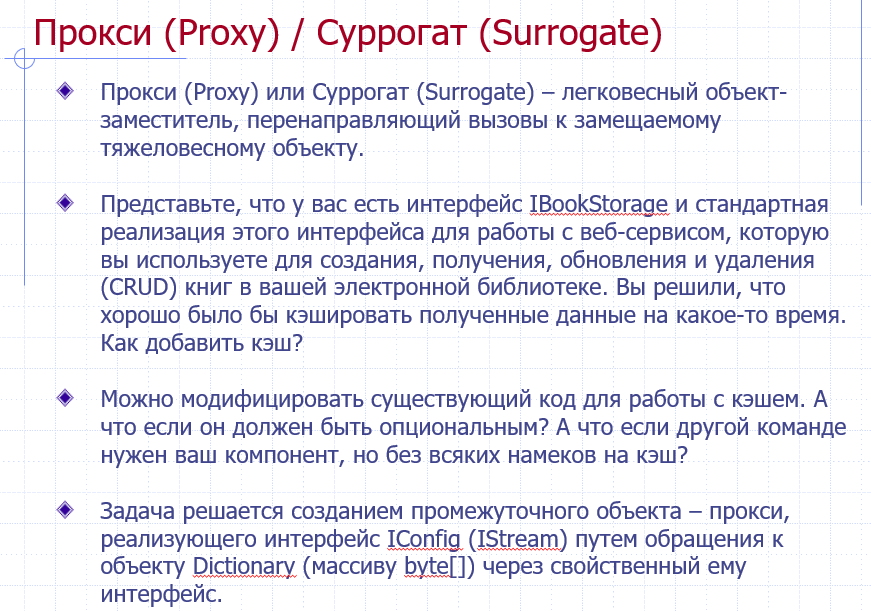 Прокси (Proxy) / Суррогат (Surrogate)
Прокси (Proxy) или Суррогат (Surrogate) – легковесный объект-
заместитель, перенаправляющий вызовы к замещаемому
тяжеловесному объекту.
Представьте, что у вас есть интерфейс IBookStorage и стандартная
реализация этого интерфейса для работы с веб-сервисом, которую
вы используете для создания, получения, обновления и удаления
(CRUD) книг в вашей электронной библиотеке. Вы решили, что
хорошо было бы кэшировать полученные данные на какое-то время.
Как добавить кэш?
Можно модифицировать существующий код для работы с кэшем. А
что если он должен быть опциональным? А что если другой команде
нужен ваш компонент, но без всяких намеков на кэш?
Задача решается созданием промежуточного объекта – прокси,
реализующего интерфейс IConfig (IStream) путем обращения к
объекту Dictionary (массиву byte[]) через свойственный ему
интерфейс.